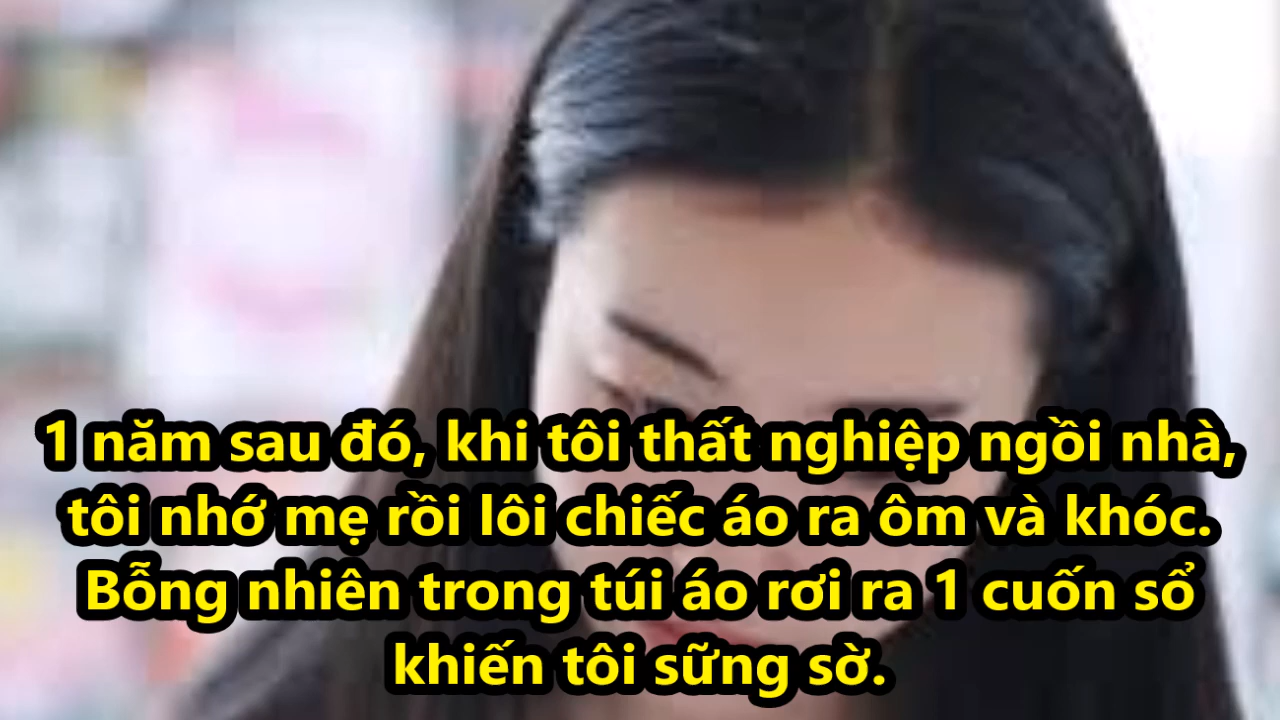 1 năm sau đó, khi tôi thất nghiệp ngồi nhà,
tôi nhớ mẹ rồi lôi chiếc áo ra ôm và khóc.
Bỗng nhiên trong túi áo rơi ra 1 cuốn sổ
khiến tôi sững sờ.